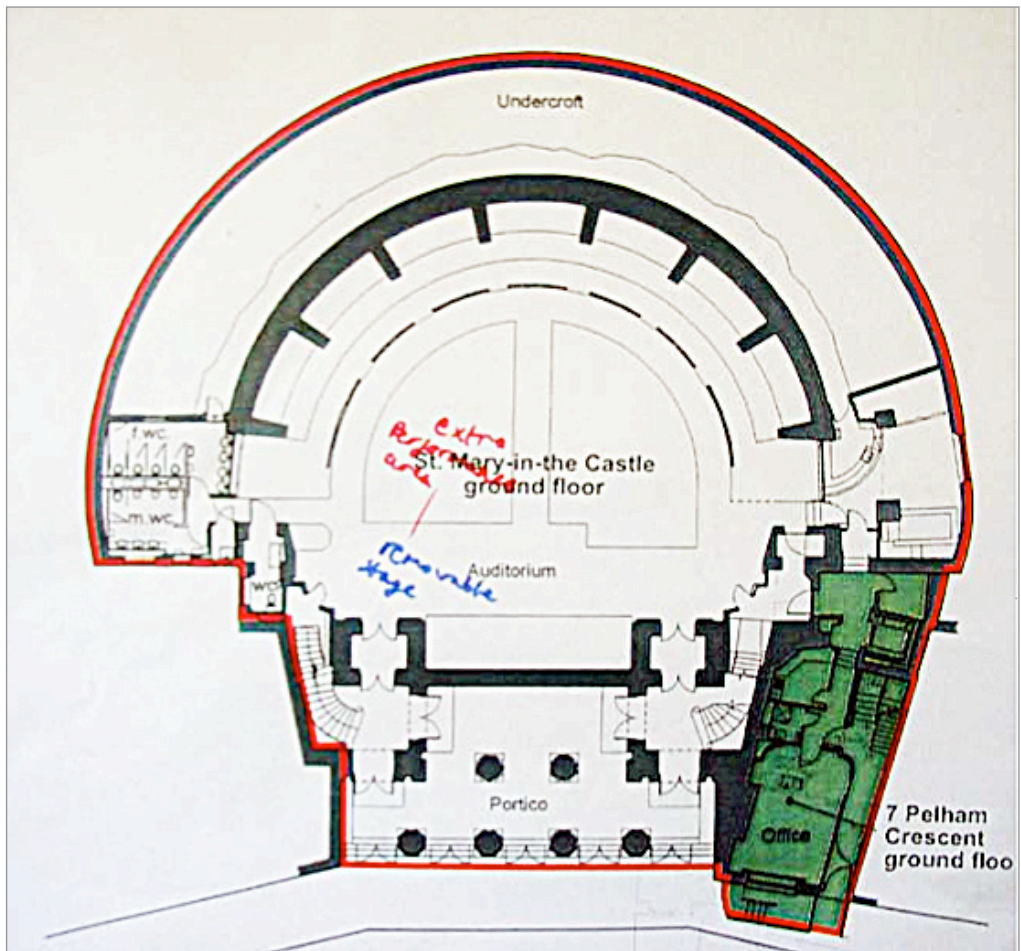 Undercroft
f.wc.
m.wc.
extra
Performance
area
St. Mary-in-the Castle
ground floor
removable
stage
Auditorium
wc
Portico
Office
7 Pelham
Crescent
ground floo